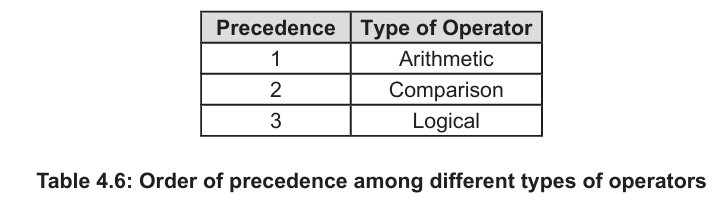 Precedence Type of Operator
1 Arithmetic
2 Comparison
3 Logical
Table 4.6: Order of precedence among different types of operators